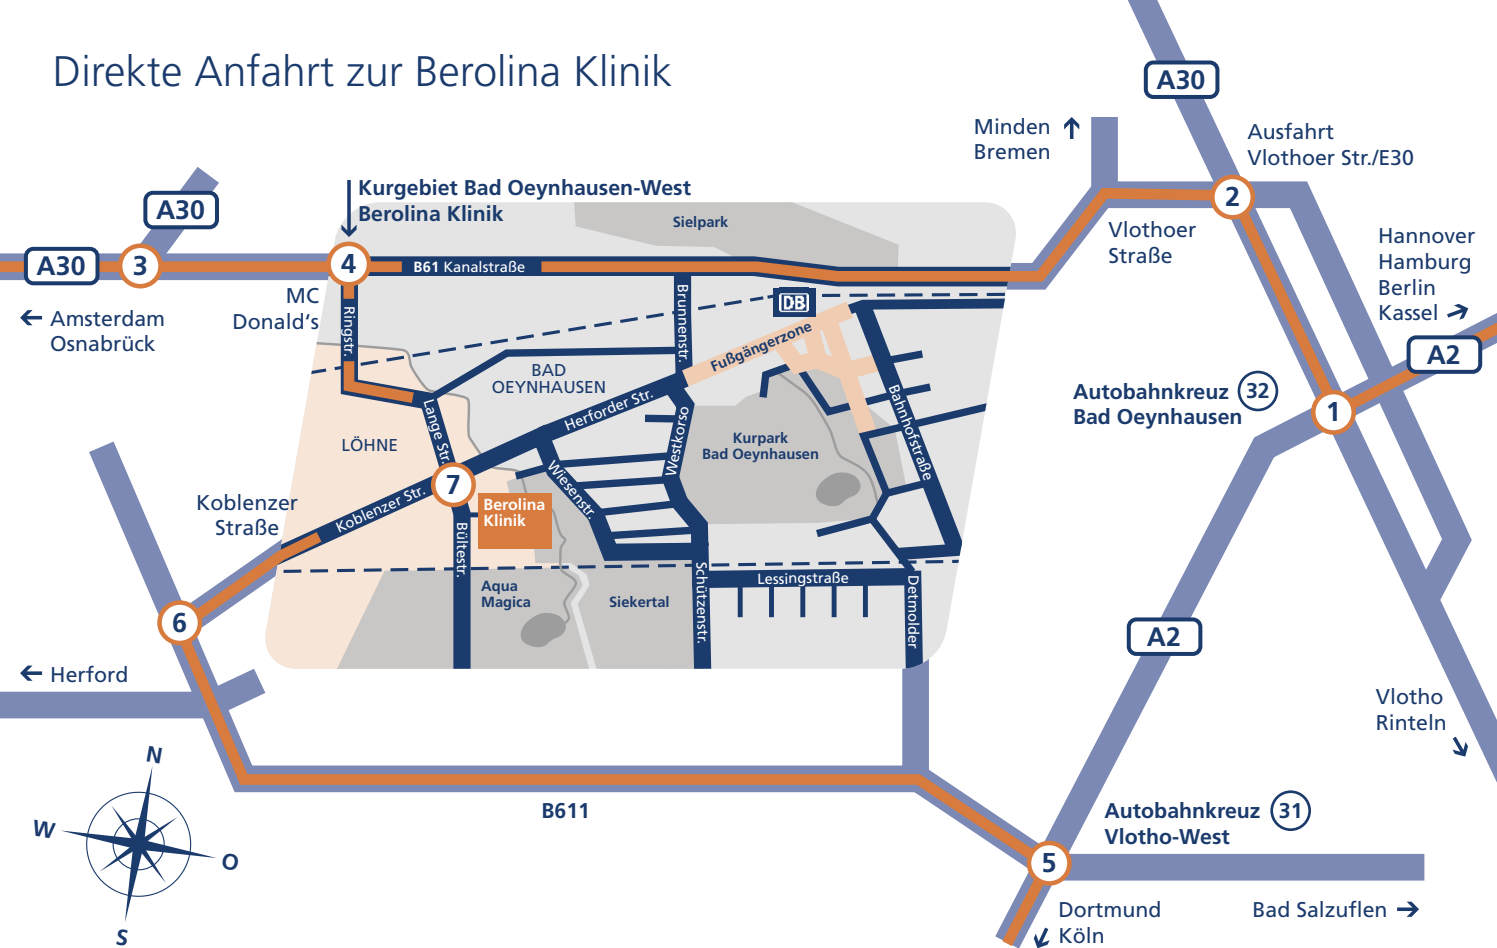 Direkte Anfahrt zur Berolina Klinik
A30
Minden
Bremen
Ausfahrt
Vlothoer Str./E30
2
Vlothoer
Straße
Hannover
Hamburg
Berlin
Kassel
A2
A30
A30
3
Amsterdam
Osnabrück
Kurgebiet Bad Oeynhausen-West
Berolina Klinik
4
MC
Donald‘s
Sielpark
B61 Kanalstraße
Ringstr.
Brunnenstr.
DB
Fußgängerzone
BAD
OEYNHAUSEN
Herforder Str.
Lange Str.
LÖHNE
Westkorso
Kurpark
Bad Oeynhausen
Bahnhofstraße
Autobahnkreuz 32
Bad Oeynhausen
1
Koblenzer
Straße
Koblenzer Str.
7
Berolina
Klinik
Wiesenstr.
Bültestr.
Aqua
Magica
Siekertal
Schützenstr.
Lessingstraße
Detmolder
6
Herford
A2
Vlotho
Rinteln
N
W
O
S
B611
Autobahnkreuz 31
Vlotho-West
5
Dortmund
Köln
Bad Salzuflen